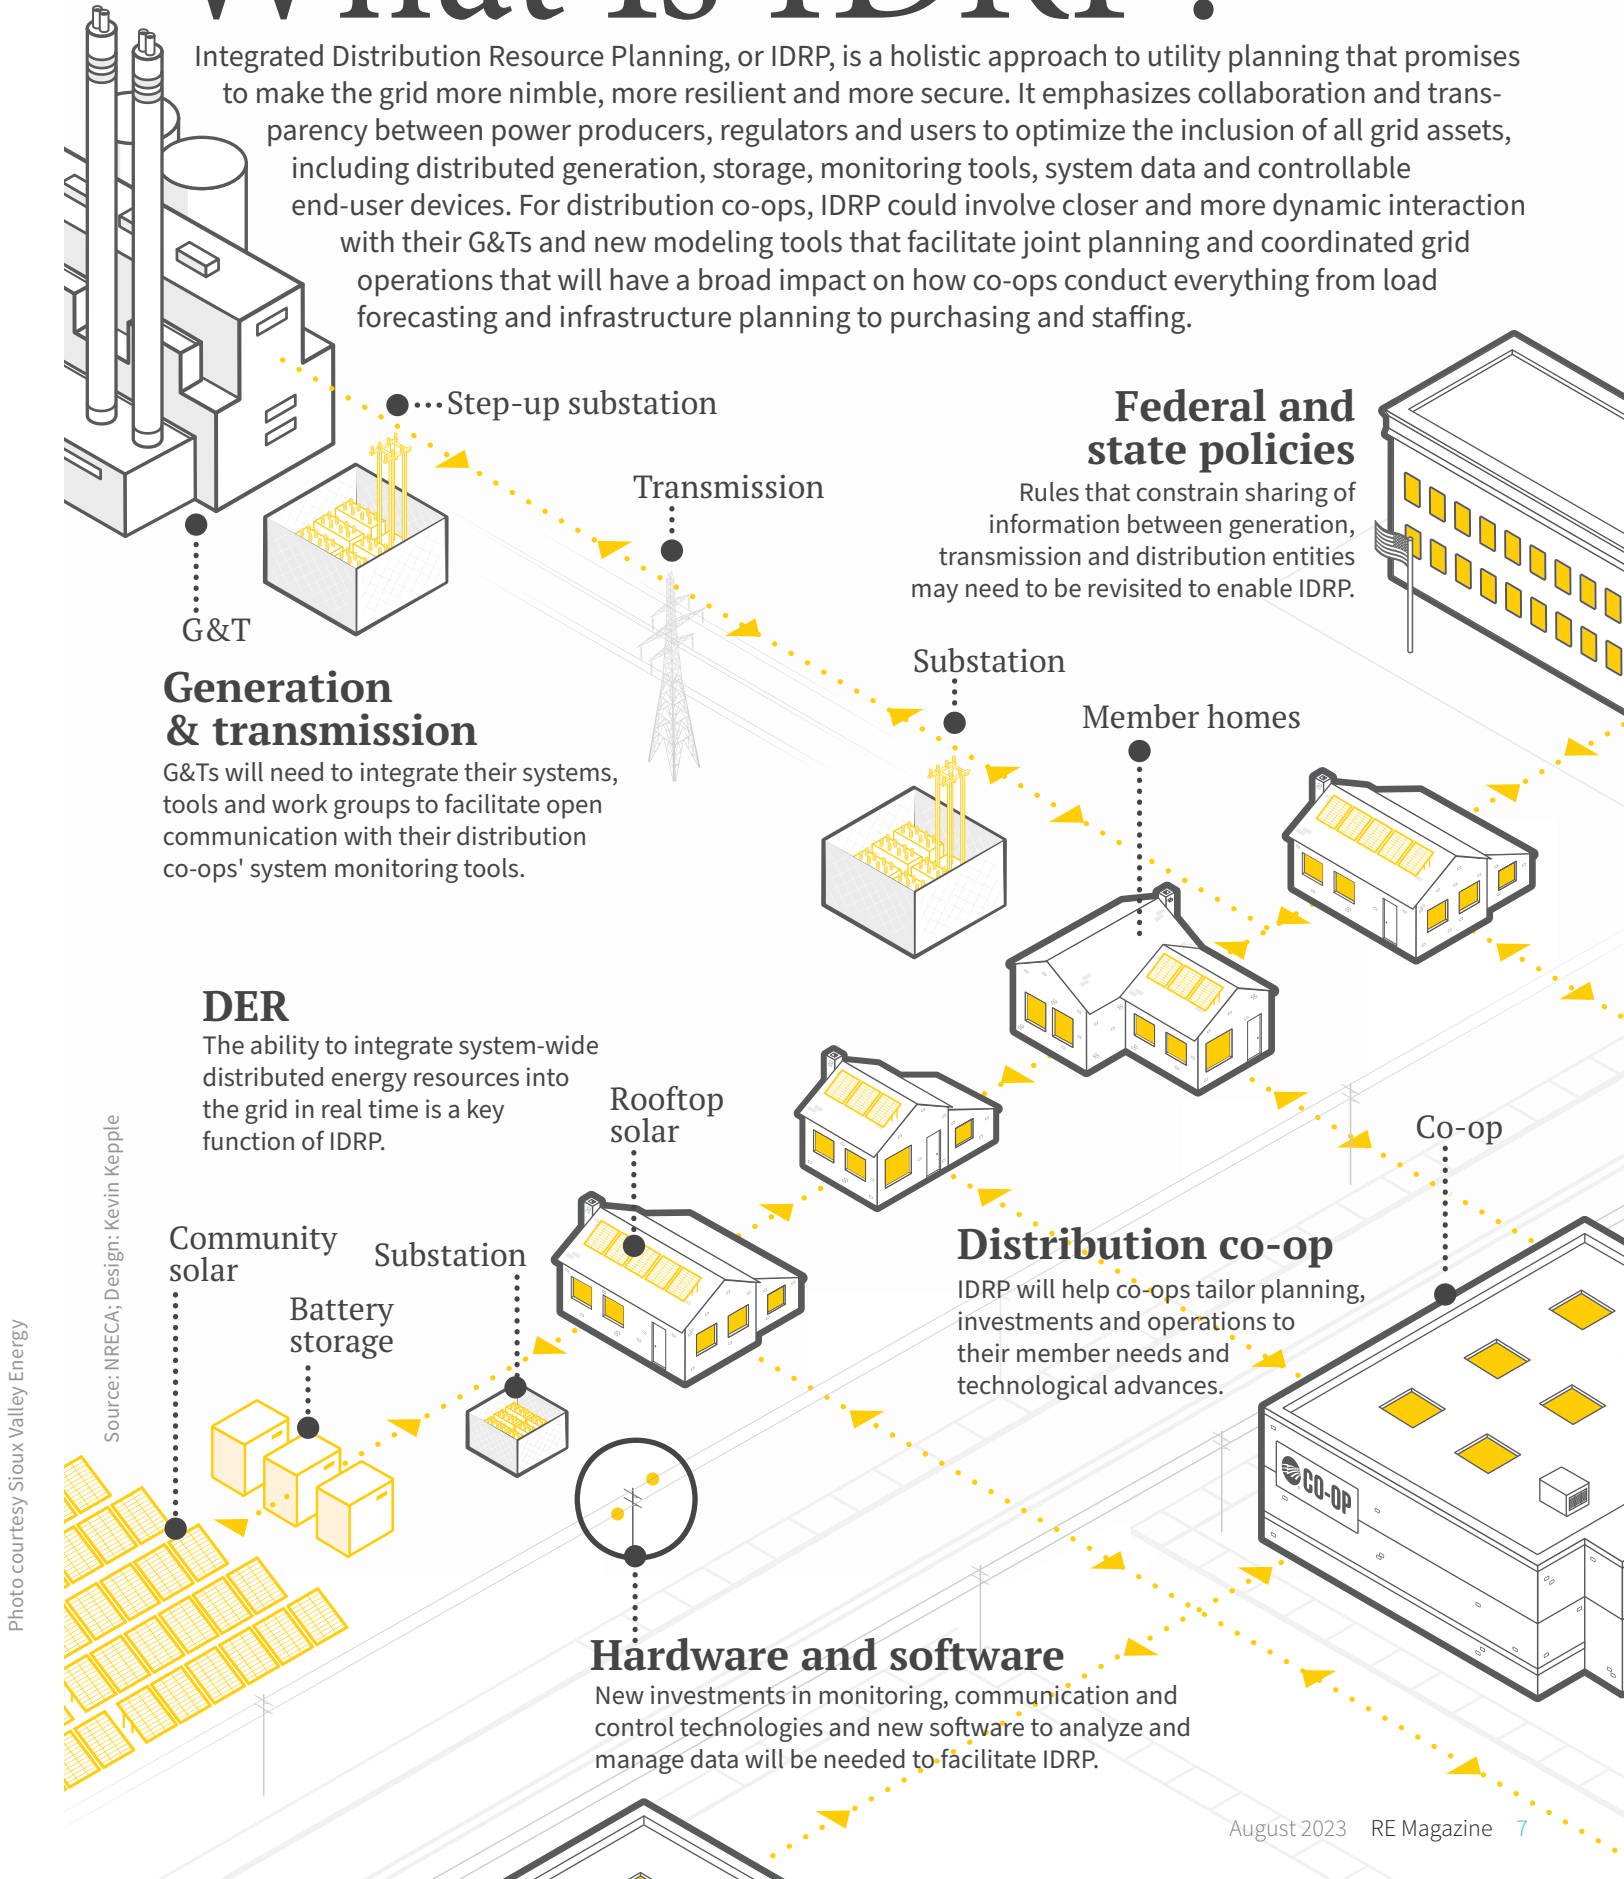 What is IDRP?
Integrated Distribution Resource Planning, or IDRP, is a holistic approach to utility planning that promises
to make the grid more nimble, more resilient and more secure. It emphasizes collaboration and trans-
parency between power producers, regulators and users to optimize the inclusion of all grid assets,
including distributed generation, storage, monitoring tools, system data and controllable
end-user devices. For distribution co-ops, IDRP could involve closer and more dynamic interaction
with their G&Ts and new modeling tools that facilitate joint planning and coordinated grid
operations that will have a broad impact on how co-ops conduct everything from load
forecasting and infrastructure planning to purchasing and staffing.
Step-up substation
Federal and
state policies
Rules that constrain sharing of
information between generation,
transmission and distribution entities
may need to be revisited to enable IDRP.
Transmission
G&T
Generation
& transmission
G&Ts will need to integrate their systems,
tools and work groups to facilitate open
communication with their distribution
co-ops' system monitoring tools.
Substation
Member homes
DER
The ability to integrate system-wide
distributed energy resources into
the grid in real time is a key
function of IDRP.
Rooftop
solar
Co-op
Community
solar
Substation
Battery
storage
Distribution co-op
IDRP will help co-ops tailor planning,
investments and operations to
their member needs and
technological advances.
CO-OP
Hardware and software
New investments in monitoring, communication and
control technologies and new software to analyze and
manage data will be needed to facilitate IDRP.
Source: NRECA; Design: Kevin Kepple
Photo courtesy Sioux Valley Energy
August 2023 RE Magazine 7